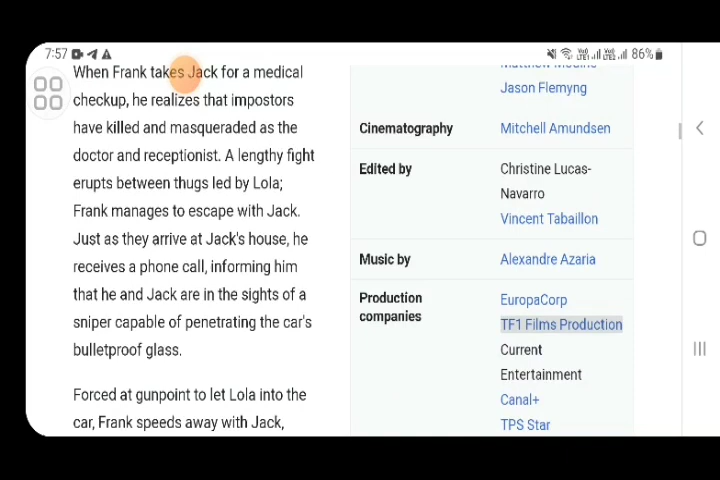 7:57
86%
When Frank takes Jack for a medical
checkup, he realizes that impostors
have killed and masqueraded as the
doctor and receptionist. A lengthy fight
erupts between thugs led by Lola;
Frank manages to escape with Jack.
Just as they arrive at Jack's house, he
receives a phone call, informing him
that he and Jack are in the sights of a
sniper capable of penetrating the car's
bulletproof glass.
Forced at gunpoint to let Lola into the
car, Frank speeds away with Jack,
Jason Flemyng
Cinematography
Mitchell Amundsen
Edited by
Christine Lucas-
Navarro
Vincent Tabaillon
Music by
Alexandre Azaria
Production
companies
EuropaCorp
TF1 Films Production
Current
Entertainment
Canal+
TPS Star